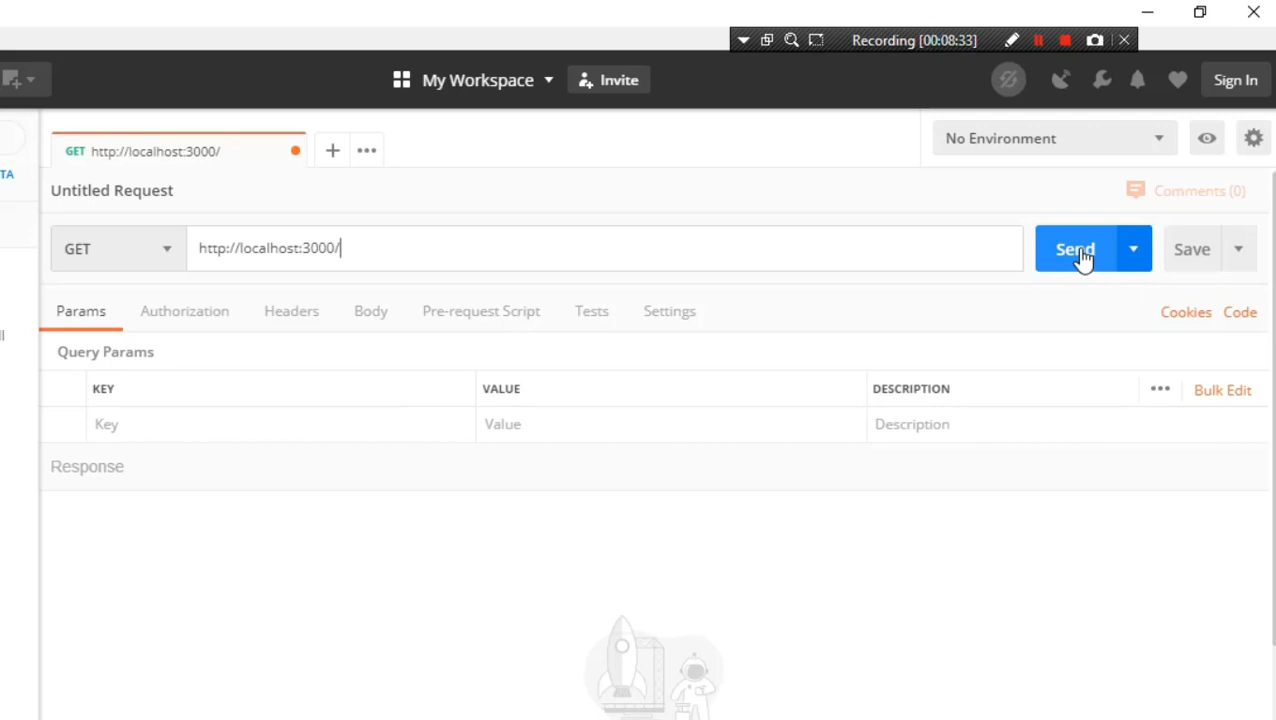 Recording [00:08:33]
My Workspace
Invite
Sign In
GET http://localhost:3000/
No Environment
TA
Untitled Request
Comments (0)
GET
http://localhost:3000/
Send
Save
Params
Authorization
Headers
Body
Pre-request Script
Tests
Settings
Cookies
Code
Query Params
KEY
VALUE
DESCRIPTION
Bulk Edit
Key
Value
Description
Response